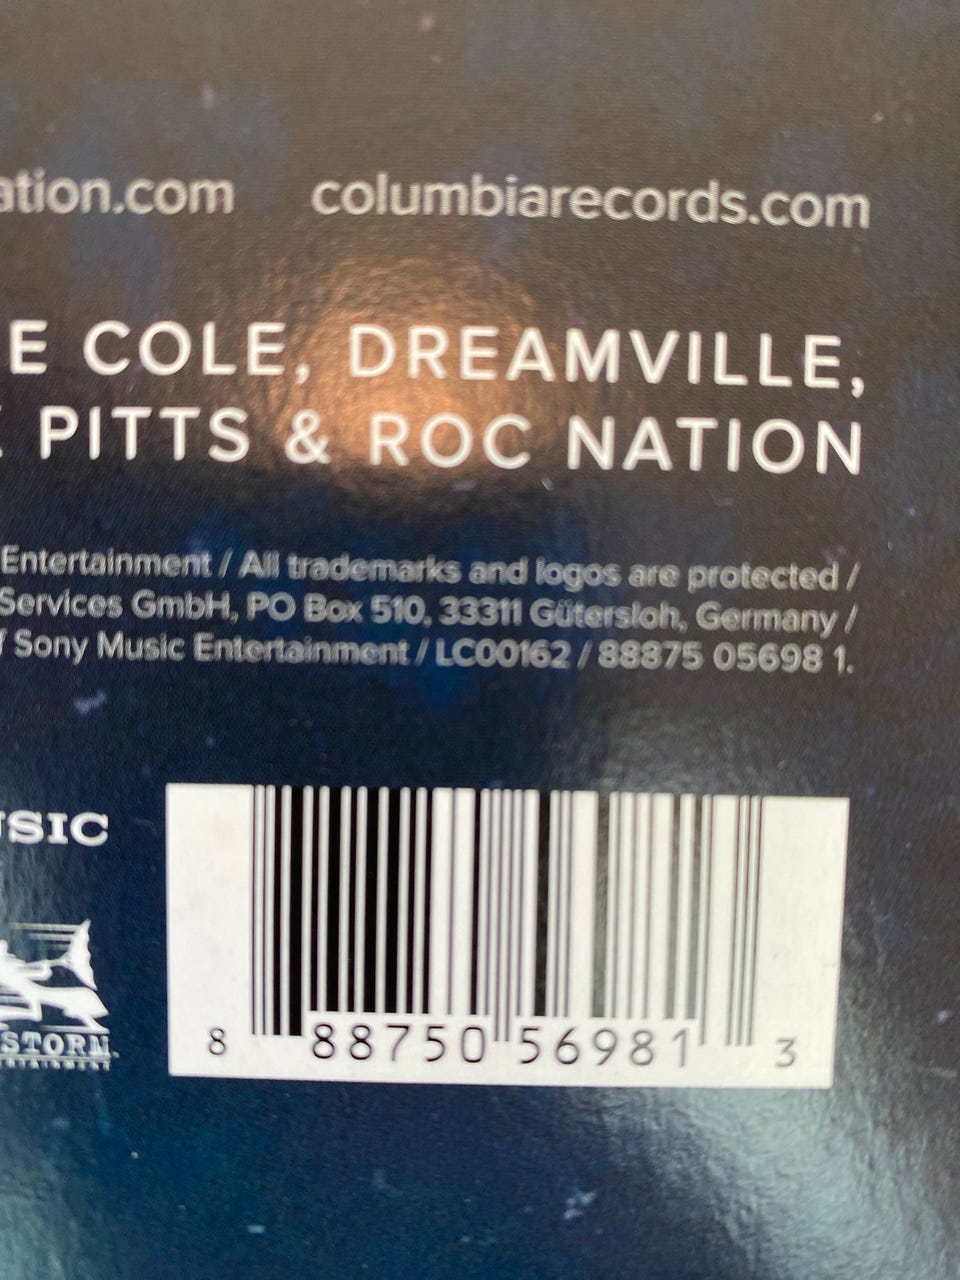 ation.com columbiarecords.com
E COLE, DREAMVILLE,
PITTS & ROC NATION
Entertainment / All trademarks and logos are protected /
Services GmbH, PO Box 510, 33311 Gütersloh, Germany /
Sony Music Entertainment / LC00162 / 88875 05698 1.
USIC
STORM
8 88750 56981 3